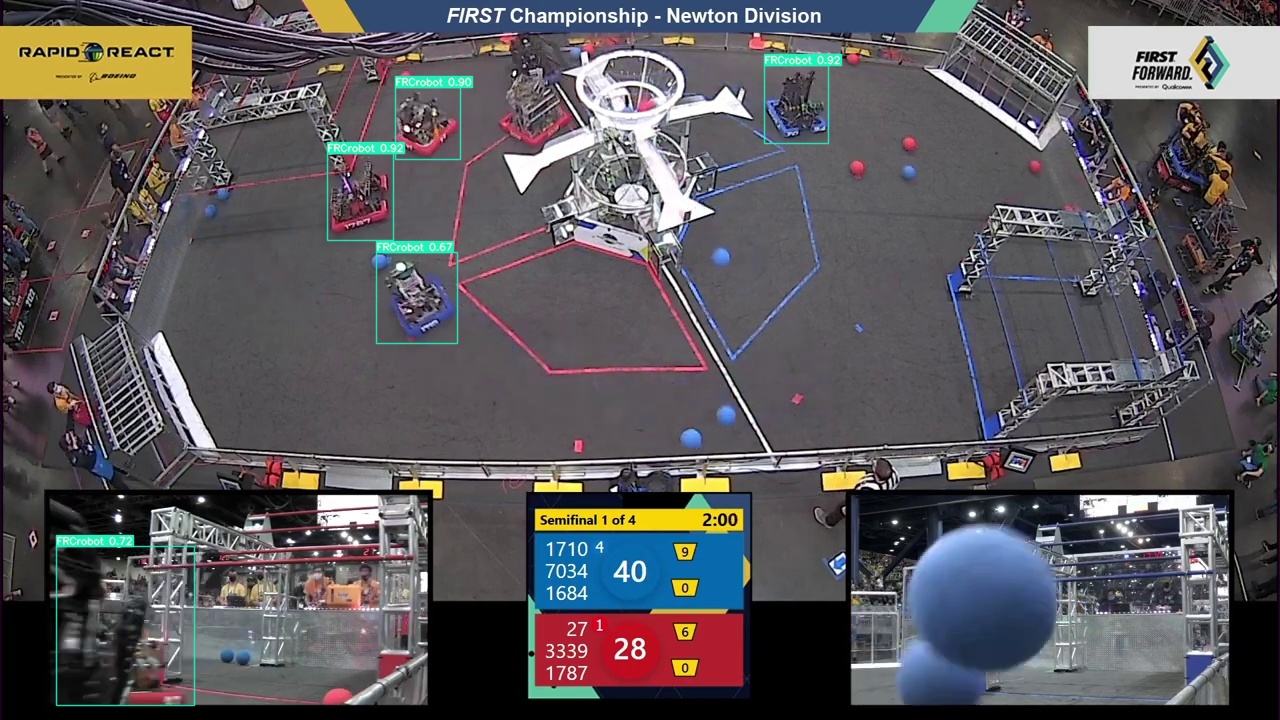 FIRST Championship - Newton Division
RAPID REACT
PRESENTED BY BOEING
FIRST
FORWARD
PRESENTED BY Qualcomm
FRCrobot 0.90
FRCrobot 0.92
FRCrobot 0.92
FRCrobot 0.67
FRCrobot 0.72
Semifinal 1 of 4 2:00
1710 4
7034
1684
40
9
0
27 1
3339
1787
28
6
0